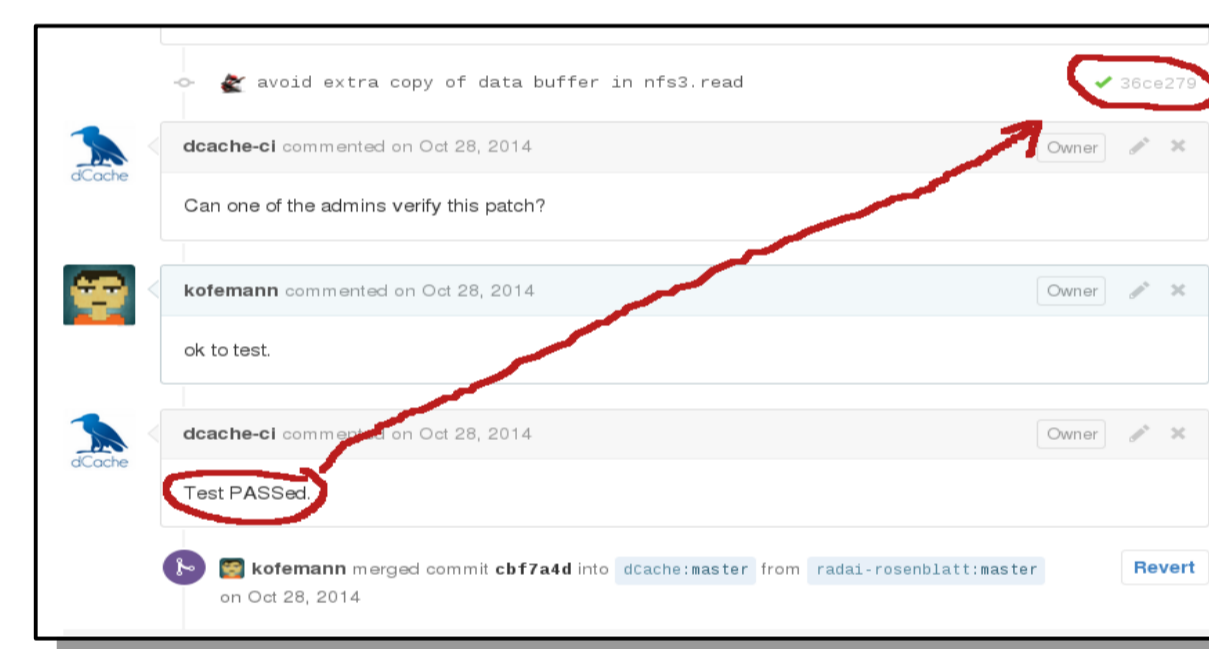 avoid extra copy of data buffer in nfs3.read 36ce279
dCache
dcache-ci commented on Oct 28, 2014 Owner
Can one of the admins verify this patch?
kofemann commented on Oct 28, 2014 Owner
ok to test.
dCache
dcache-ci commented on Oct 28, 2014 Owner
Test PASSed.
kofemann merged commit cbf7a4d into dCache:master from radai-rosenblatt:master
on Oct 28, 2014
Revert